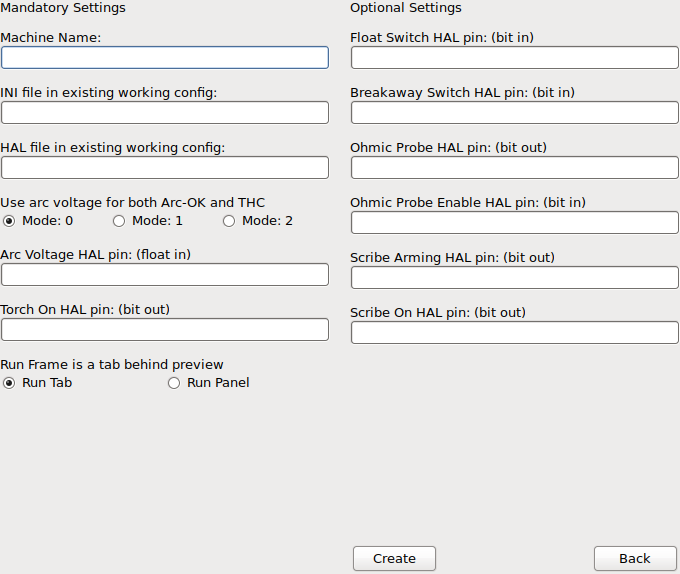 Mandatory Settings
Machine Name:
INI file in existing working config:
HAL file in existing working config:
Use arc voltage for both Arc-OK and THC
Mode: 0 Mode: 1 Mode: 2
Arc Voltage HAL pin: (float in)
Torch On HAL pin: (bit out)
Run Frame is a tab behind preview
Run Tab Run Panel
Optional Settings
Float Switch HAL pin: (bit in)
Breakaway Switch HAL pin: (bit in)
Ohmic Probe HAL pin: (bit out)
Ohmic Probe Enable HAL pin: (bit in)
Scribe Arming HAL pin: (bit out)
Scribe On HAL pin: (bit out)
Create Back